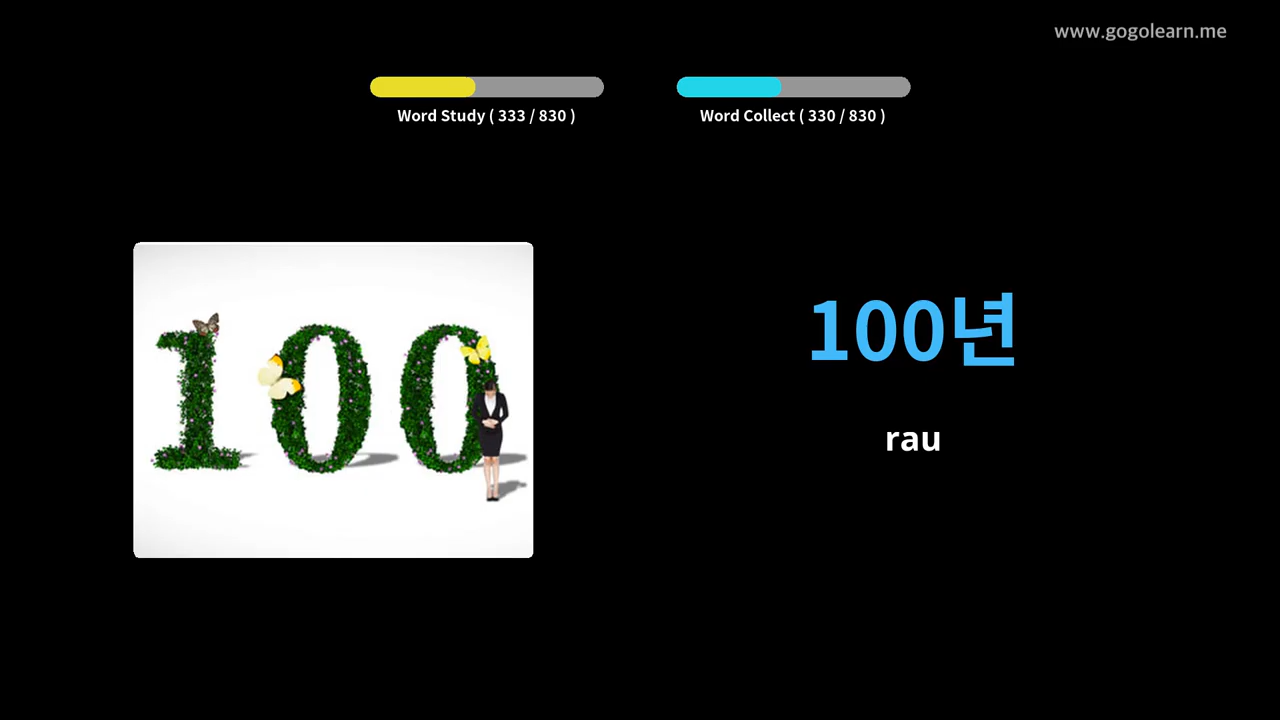 www.gogolearn.me
Word Study ( 333 / 830 )
Word Collect ( 330 / 830 )
100
100년
rau